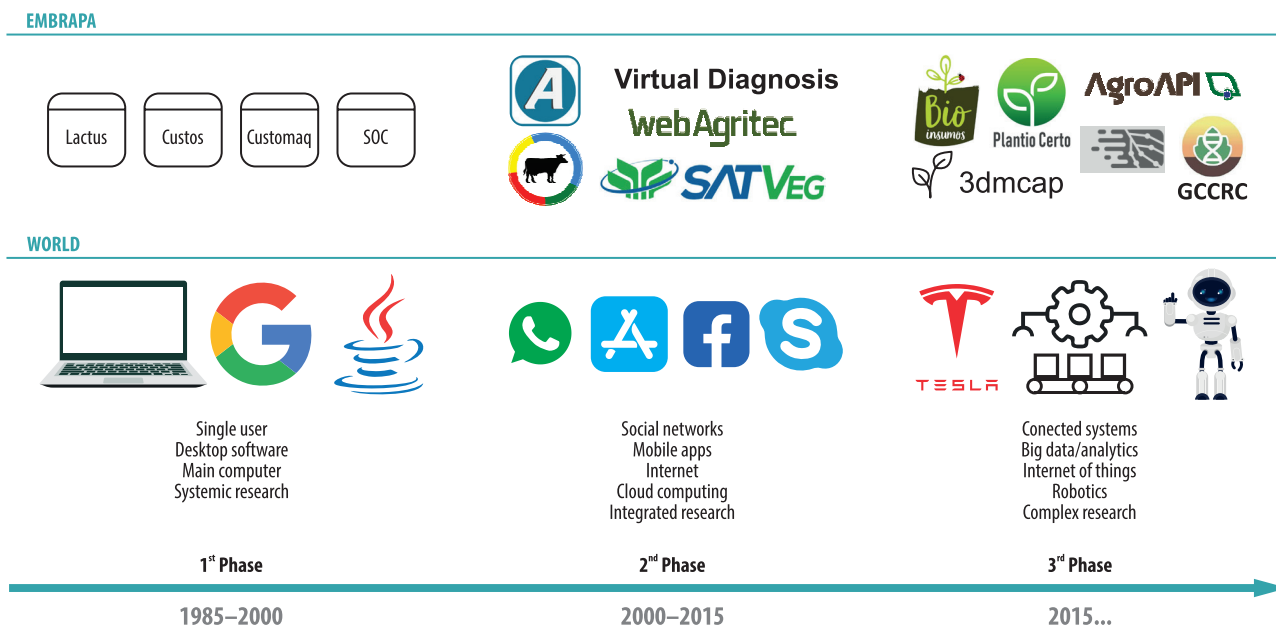 EMBRAPA
Lactus
Custos
Customaq
SOC
A
Virtual Diagnosis
webAgritec
SATVEG
Bio
insumos
Plantio Certo
AgroAPI
3dmcap
GCCRC
WORLD
G
f
S
TESLA
Single user
Desktop software
Main computer
Systemic research
Social networks
Mobile apps
Internet
Cloud computing
Integrated research
Conected systems
Big data/analytics
Internet of things
Robotics
Complex research
1st Phase
2nd Phase
3rd Phase
1985–2000
2000–2015
2015...